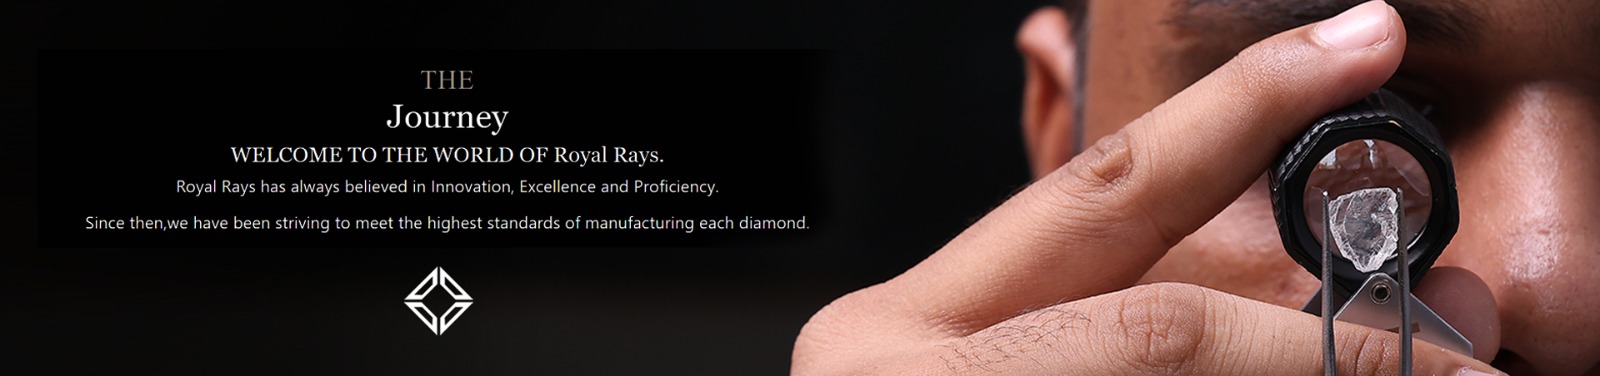 THE
Journey
WELCOME TO THE WORLD OF Royal Rays.
Royal Rays has always believed in Innovation, Excellence and Proficiency.
Since then,we have been striving to meet the highest standards of manufacturing each diamond.